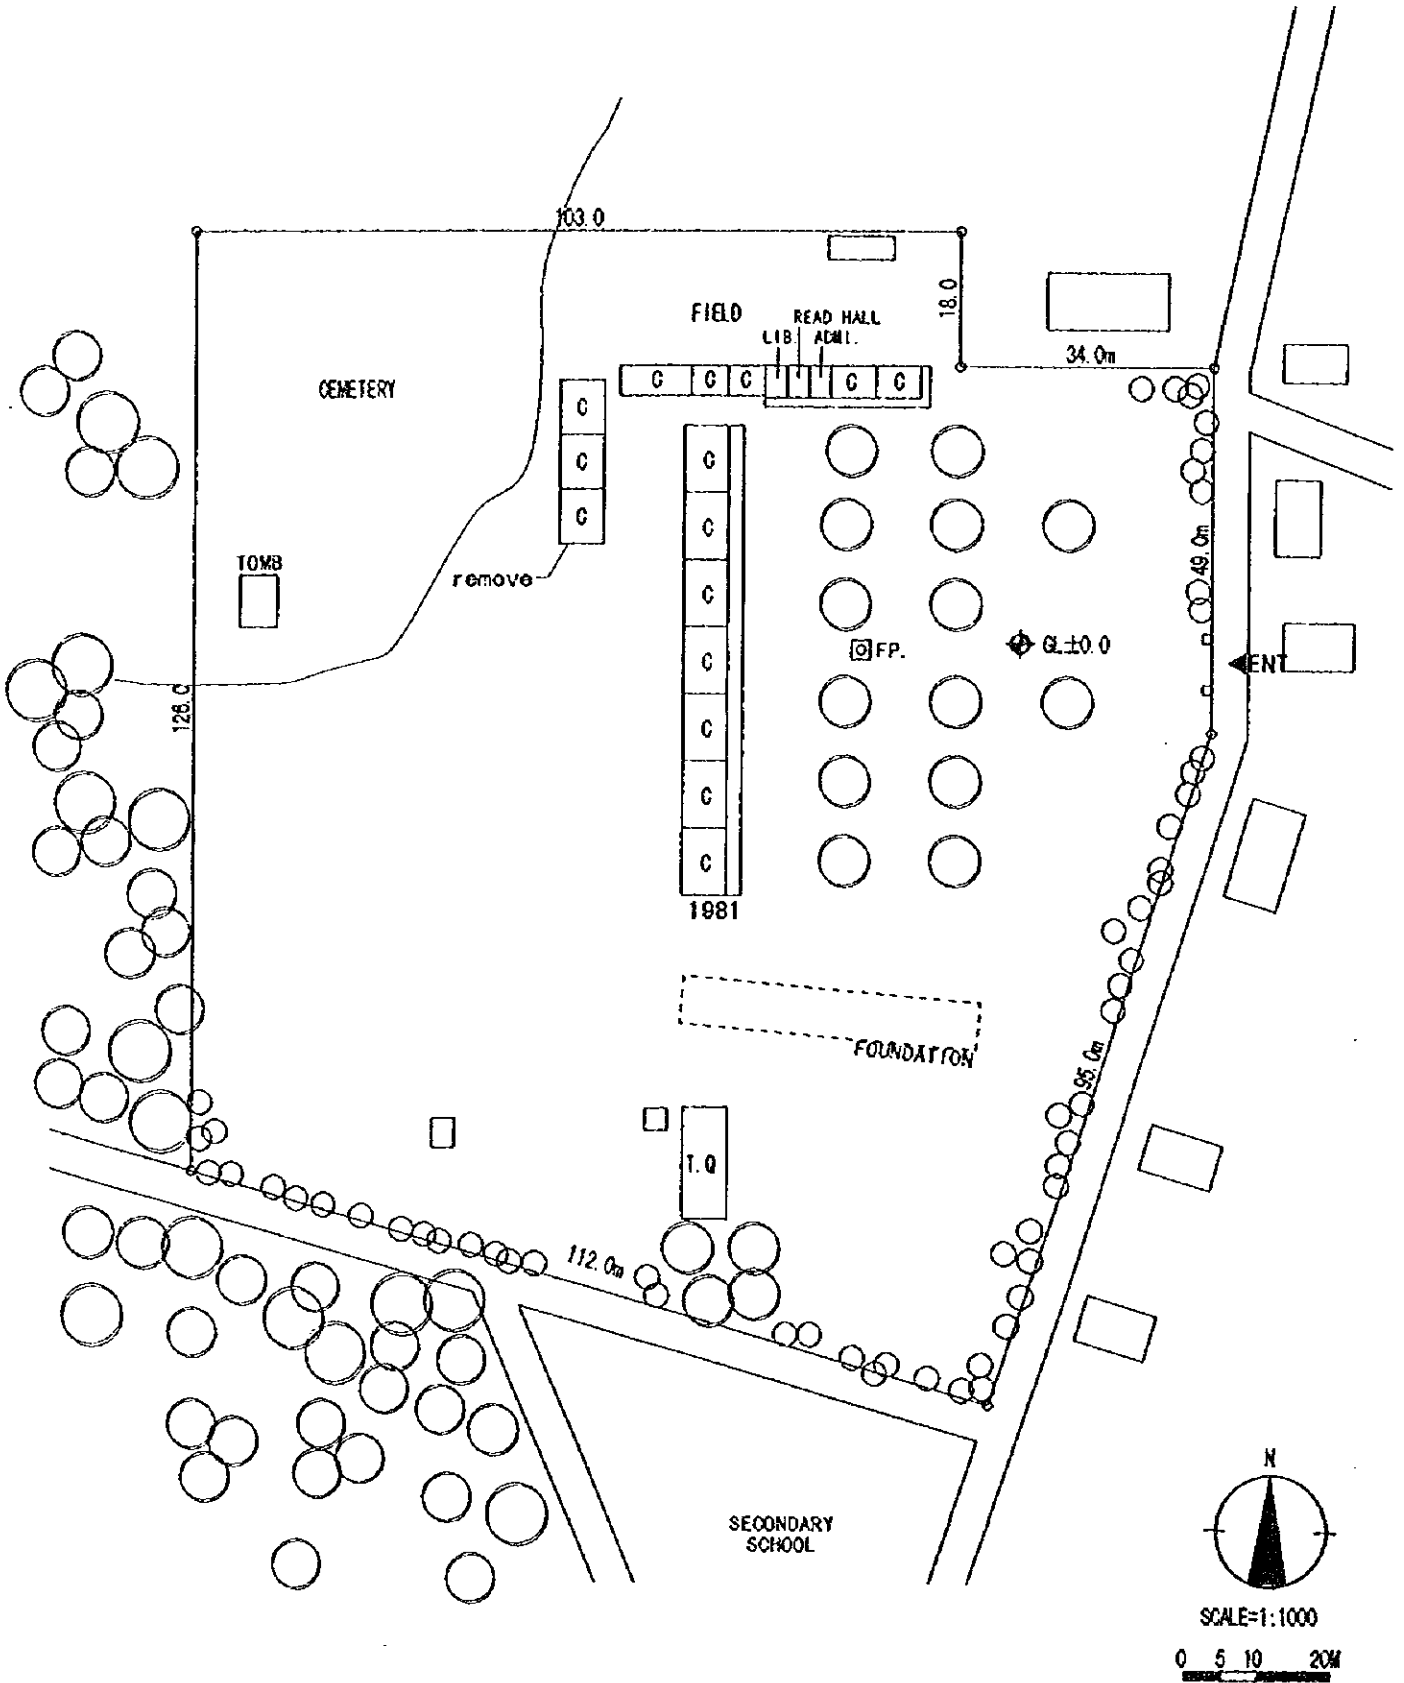 103.0
18.0
FIELD
READ HALL
LIB. ADMI.
34.0m
CEMETERY
C C C C C
C
C
C
C
C
C
C
C
C
C
49.0m
TOMB
remove
FP.
GL±0.0
ENT
126.0
1981
FOUNDATION
95.0m
T.Q
112.0m
SECONDARY
SCHOOL
N
SCALE=1:1000
0 5 10 20M